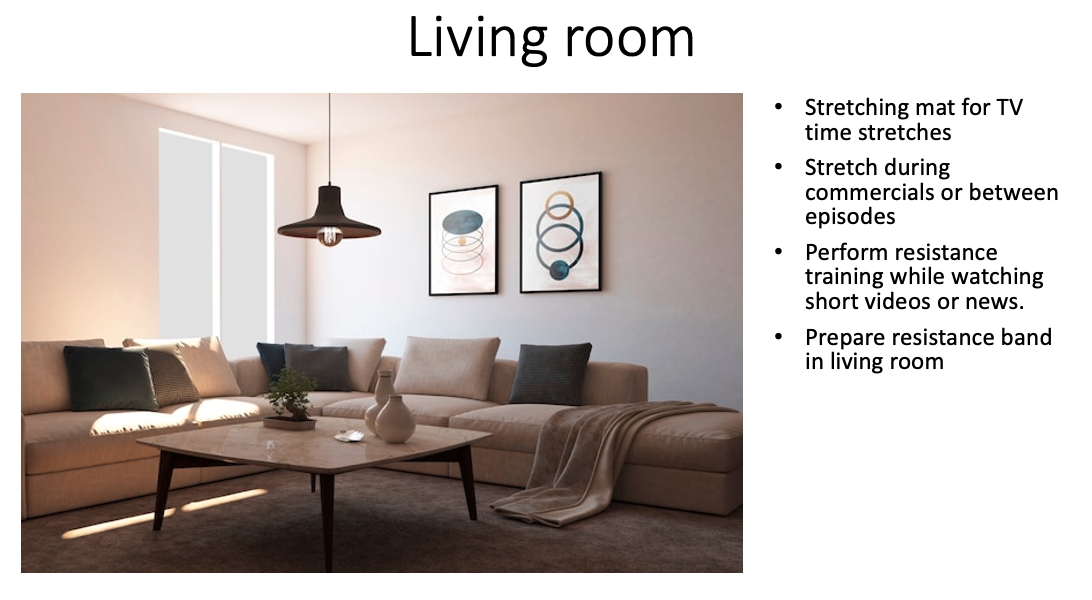 Living room
• Stretching mat for TV
time stretches
• Stretch during
commercials or between
episodes
• Perform resistance
training while watching
short videos or news.
• Prepare resistance band
in living room